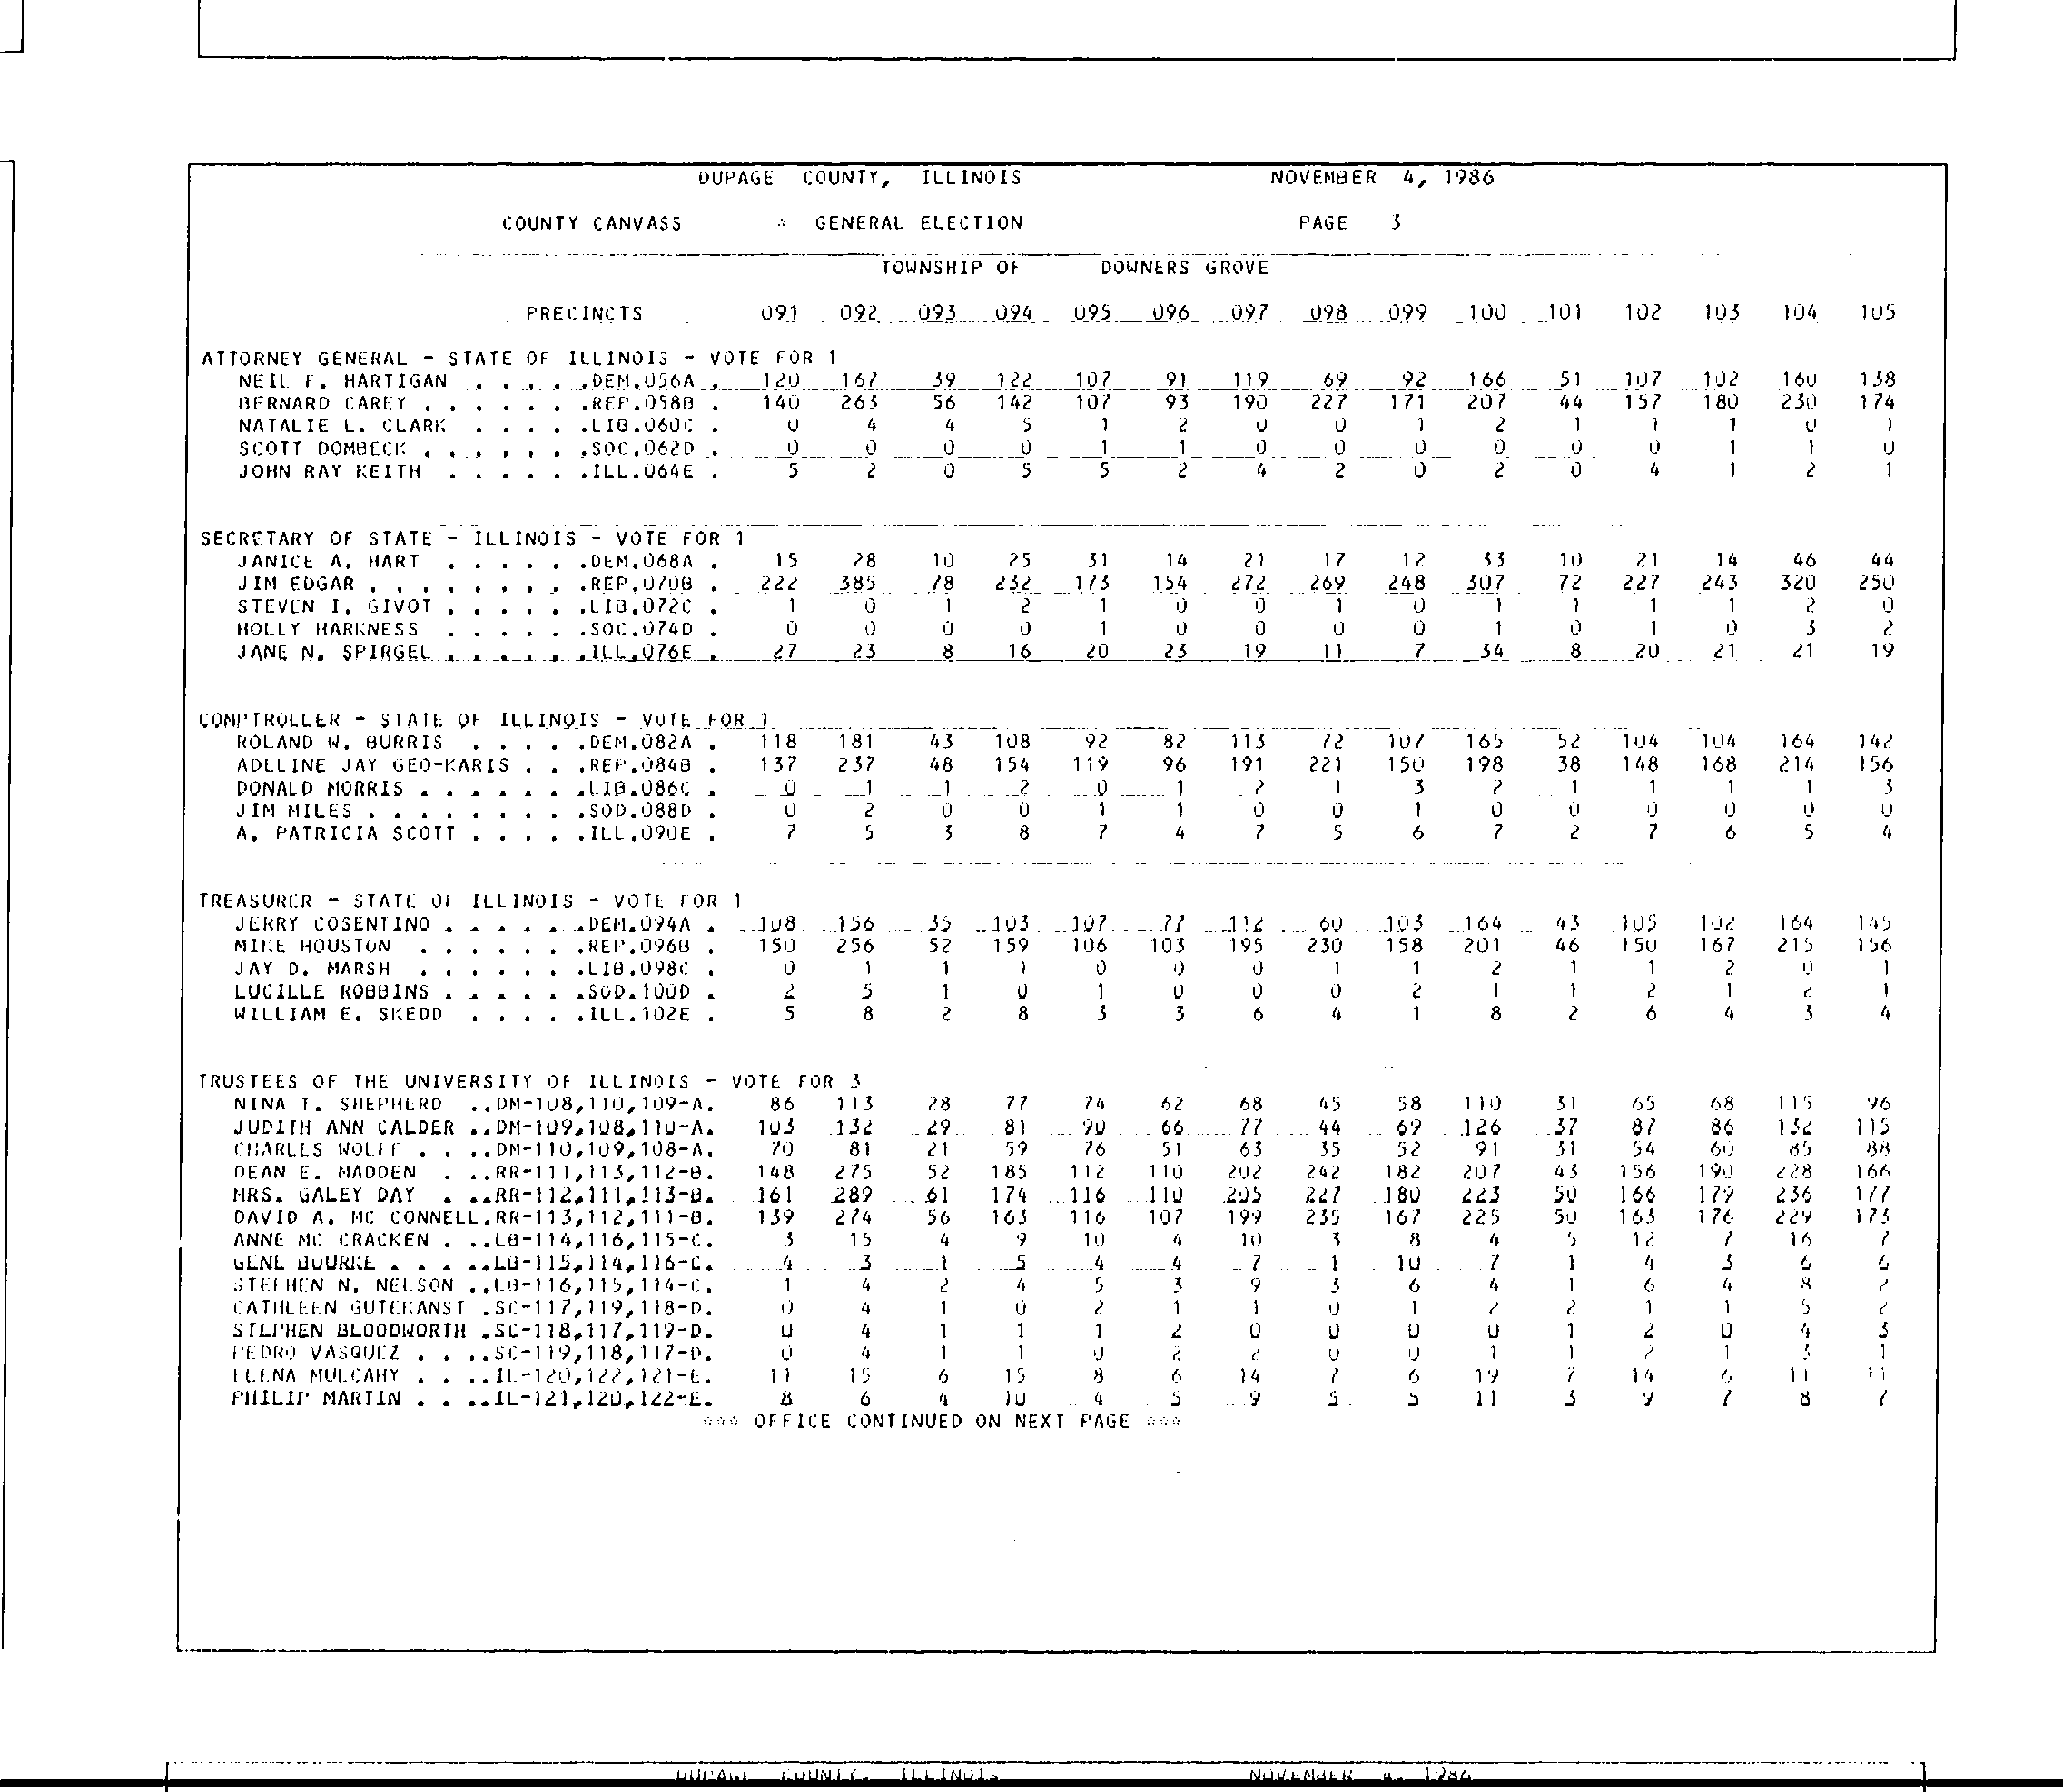 DUPAGE COUNTY, ILLINOIS NOVEMBER 4, 1986
COUNTY CANVASS * GENERAL ELECTION PAGE 3
TOWNSHIP OF DOWNERS GROVE
PRECINCTS 091 092 093 094 095 096 097 098 099 100 101 102 103 104 105
ATTORNEY GENERAL - STATE OF ILLINOIS - VOTE FOR 1
NEIL F. HARTIGAN . . . . . .DEM.056A . 120 167 39 122 107 91 119 69 92 166 51 107 102 160 138
BERNARD CAREY . . . . . . .REP.058B . 140 263 56 142 107 93 190 227 171 207 44 157 180 230 174
NATALIE L. CLARK . . . . .LIB.060C . 0 4 4 5 1 2 0 0 1 2 1 1 1 0 1
SCOTT DOMBECK . . . . . . .SOC.062D . 0 0 0 0 1 1 0 0 0 0 0 0 1 1 0
JOHN RAY KEITH . . . . . .ILL.064E . 5 2 0 5 5 2 4 2 0 2 0 4 1 2 1
SECRETARY OF STATE - ILLINOIS - VOTE FOR 1
JANICE A. HART . . . . . .DEM.068A . 15 28 10 25 31 14 21 17 12 33 10 21 14 46 44
JIM EDGAR . . . . . . . . .REP.070B . 222 385 78 232 173 154 272 269 248 307 72 227 243 320 250
STEVEN I. GIVOT . . . . . .LIB.072C . 1 0 1 2 1 0 0 1 0 1 1 1 1 2 0
HOLLY HARKNESS . . . . . .SOC.074D . 0 0 0 0 1 0 0 0 0 1 0 1 0 3 2
JANE N. SPIRGEL . . . . . .ILL.076E . 27 23 8 16 20 23 19 11 7 34 8 20 21 21 19
COMPTROLLER - STATE OF ILLINOIS - VOTE FOR 1
ROLAND W. BURRIS . . . . .DEM.082A . 118 181 43 108 92 82 113 72 107 165 52 104 104 164 142
ADELINE JAY GEO-KARIS . . .REP.084B . 137 237 48 154 119 96 191 221 150 198 38 148 168 214 156
DONALD MORRIS . . . . . . .LIB.086C . 0 1 1 2 0 1 2 1 3 2 1 1 1 1 3
JIM MILES . . . . . . . . .SOD.088D . 0 2 0 0 1 1 0 0 1 0 0 0 0 0 0
A. PATRICIA SCOTT . . . . .ILL.090E . 7 5 3 8 7 4 7 5 6 7 2 7 6 5 4
TREASURER - STATE OF ILLINOIS - VOTE FOR 1
JERRY COSENTINO . . . . . .DEM.094A . 108 156 35 103 107 77 112 60 103 164 43 105 102 164 145
MIKE HOUSTON . . . . . . .REP.096B . 150 256 52 159 106 103 195 230 158 201 46 150 167 215 156
JAY D. MARSH . . . . . . .LIB.098C . 0 1 1 1 0 0 0 1 1 2 1 1 2 0 1
LUCILLE ROBBINS . . . . . .SOD.100D . 2 5 1 0 1 0 0 0 2 1 1 2 1 2 1
WILLIAM E. SKEDD . . . . .ILL.102E . 5 8 2 8 3 3 6 4 1 8 2 6 4 3 4
TRUSTEES OF THE UNIVERSITY OF ILLINOIS - VOTE FOR 3
NINA T. SHEPHERD ..DM-108,110,109-A. 86 113 28 77 74 62 68 45 58 110 31 65 68 115 96
JUDITH ANN CALDER ..DM-109,108,110-A. 103 132 29 81 90 66 77 44 69 126 37 87 86 132 115
CHARLES WOLFF . . ..DM-110,109,108-A. 70 81 21 59 76 51 63 35 52 91 31 54 60 85 88
DEAN E. MADDEN . ..RR-111,113,112-B. 148 275 52 185 112 110 202 242 182 207 43 156 190 228 166
MRS. GALEY DAY . ..RR-112,111,113-B. 161 289 61 174 116 110 205 227 180 223 50 166 179 236 177
DAVID A. MC CONNELL.RR-113,112,111-B. 139 274 56 163 116 107 199 235 167 225 50 163 176 229 173
ANNE MC CRACKEN . ..LB-114,116,115-C. 3 15 4 9 10 4 10 3 8 4 5 12 7 16 7
GENE BOURKE . . . ..LB-115,114,116-C. 4 3 1 5 4 4 7 1 10 7 1 4 3 6 6
STEPHEN N. NELSON ..LB-116,115,114-C. 1 4 2 4 5 3 9 3 6 4 1 6 4 8 2
CATHLEEN GUTEKANST .SC-117,119,118-D. 0 4 1 0 2 1 1 0 1 2 2 1 1 5 2
STEPHEN BLOODWORTH .SC-118,117,119-D. 0 4 1 1 1 2 0 0 0 0 1 2 0 4 3
PEDRO VASQUEZ . . ..SC-119,118,117-D. 0 4 1 1 0 2 2 0 0 1 1 2 1 3 1
ELENA MULCAHY . . ..IL-120,122,121-E. 11 15 6 15 8 6 14 7 6 19 7 14 6 11 11
PHILIP MARTIN . . ..IL-121,120,122-E. 8 6 4 10 4 5 9 5 5 11 3 9 7 8 7
*** OFFICE CONTINUED ON NEXT PAGE ***
DUPAGE COUNTY, ILLINOIS NOVEMBER 4, 1986